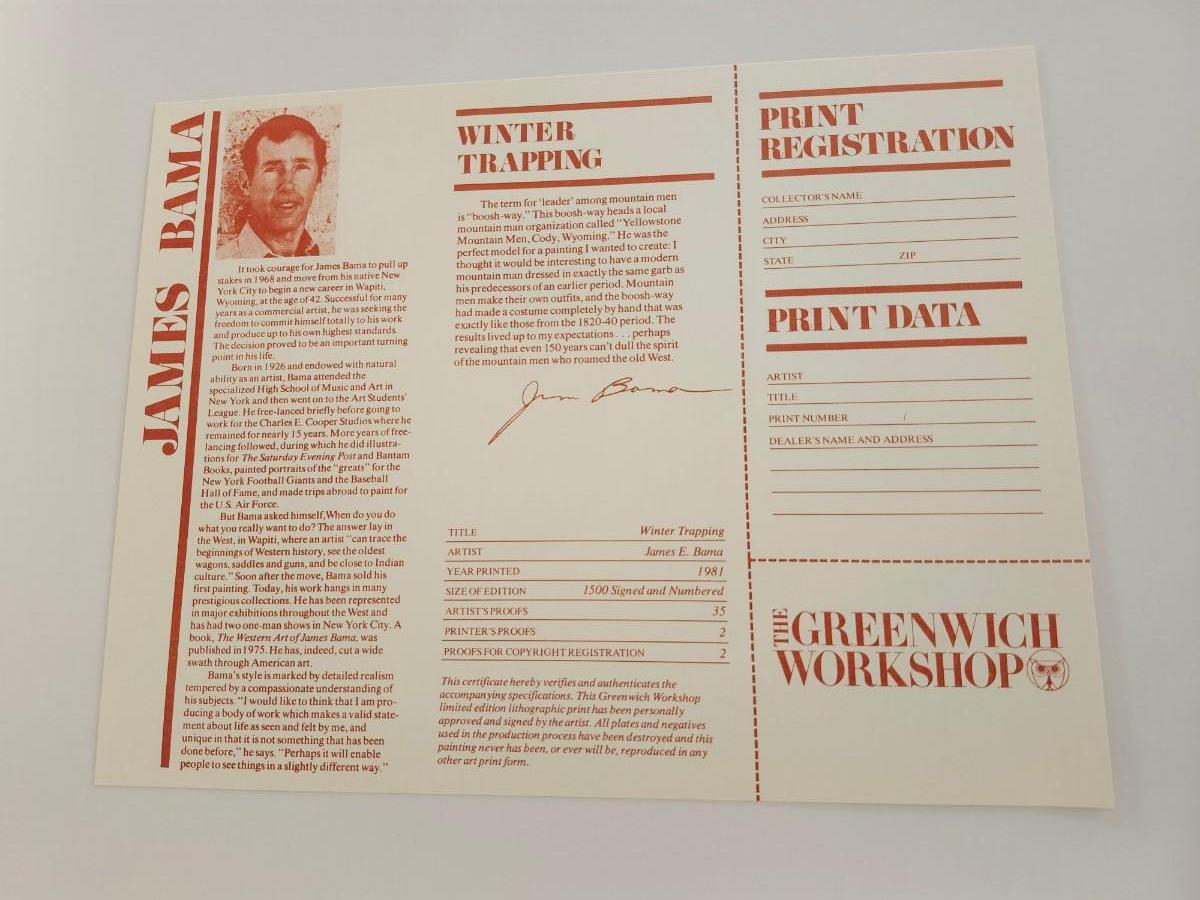 JAMES BAMA
It took courage for James Bama to pull up
stakes in 1968 and move from his native New
York City to begin a new career in Wapiti,
Wyoming, at the age of 42. Successful for many
years as a commercial artist, he was seeking the
freedom to commit himself totally to his work
and produce up to his own highest standards.
The decision proved to be an important turning
point in his life.
Born in 1926 and endowed with natural
ability as an artist, Bama attended the
specialized High School of Music and Art in
New York and then went on to the Art Students'
League. He free-lanced briefly before going to
work for the Charles E. Cooper Studios where he
remained for nearly 15 years. More years of free-
lancing followed, during which he did illustra-
tions for The Saturday Evening Post and Bantam
Books, painted portraits of the "greats" for the
New York Football Giants and the Baseball
Hall of Fame, and made trips abroad to paint for
the U.S. Air Force.
But Bama asked himself, When do you do
what you really want to do? The answer lay in
the West, in Wapiti, where an artist "can trace the
beginnings of Western history, see the oldest
wagons, saddles and guns, and be close to Indian
culture." Soon after the move, Bama sold his
first painting. Today, his work hangs in many
prestigious collections. He has been represented
in major exhibitions throughout the West and
has had two one-man shows in New York City. A
book, The Western Art of James Bama, was
published in 1975. He has, indeed, cut a wide
swath through American art.
Bama's style is marked by detailed realism
tempered by a compassionate understanding of
his subjects. "I would like to think that I am pro-
ducing a body of work which makes a valid state-
ment about life as seen and felt by me, and
unique in that it is not something that has been
done before," he says. "Perhaps it will enable
people to see things in a slightly different way."
WINTER
TRAPPING
The term for 'leader' among mountain men
is "boosh-way." This boosh-way heads a local
mountain man organization called "Yellowstone
Mountain Men, Cody, Wyoming." He was the
perfect model for a painting I wanted to create: I
thought it would be interesting to have a modern
mountain man dressed in exactly the same garb as
his predecessors of an earlier period. Mountain
men make their own outfits, and the boosh-way
had made a costume completely by hand that was
exactly like those from the 1820-40 period. The
results lived up to my expectations . . . perhaps
revealing that even 150 years can't dull the spirit
of the mountain men who roamed the old West.
Jim Bama
TITLE Winter Trapping
ARTIST James E. Bama
YEAR PRINTED 1981
SIZE OF EDITION 1500 Signed and Numbered
ARTIST'S PROOFS 35
PRINTER'S PROOFS 2
PROOFS FOR COPYRIGHT REGISTRATION 2
This certificate hereby verifies and authenticates the
accompanying specifications. This Greenwich Workshop
limited edition lithographic print has been personally
approved and signed by the artist. All plates and negatives
used in the production process have been destroyed and this
painting never has been, or ever will be, reproduced in any
other art print form.
PRINT
REGISTRATION
COLLECTOR'S NAME
ADDRESS
CITY
STATE ZIP
PRINT DATA
ARTIST
TITLE
PRINT NUMBER /
DEALER'S NAME AND ADDRESS
THE GREENWICH
WORKSHOP